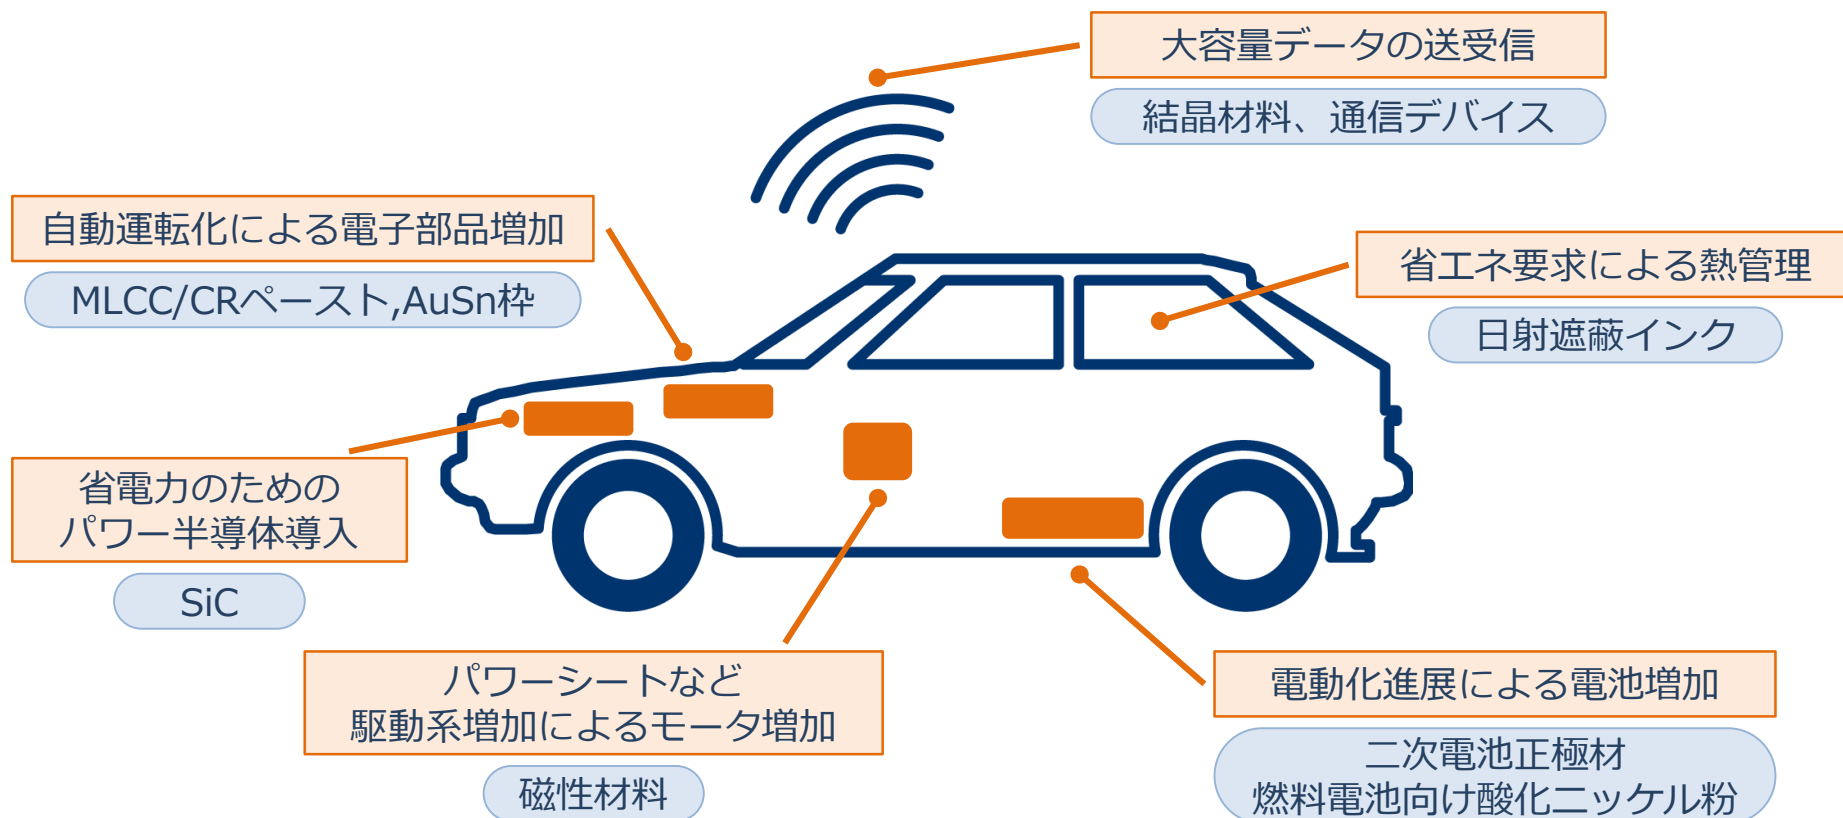 大容量データの送受信
結晶材料、通信デバイス
自動運転化による電子部品増加
MLCC/CRペースト,AuSn枠
省エネ要求による熱管理
日射遮蔽インク
省電力のための
パワー半導体導入
SiC
パワーシートなど
駆動系増加によるモータ増加
磁性材料
電動化進展による電池増加
二次電池正極材
燃料電池向け酸化ニッケル粉